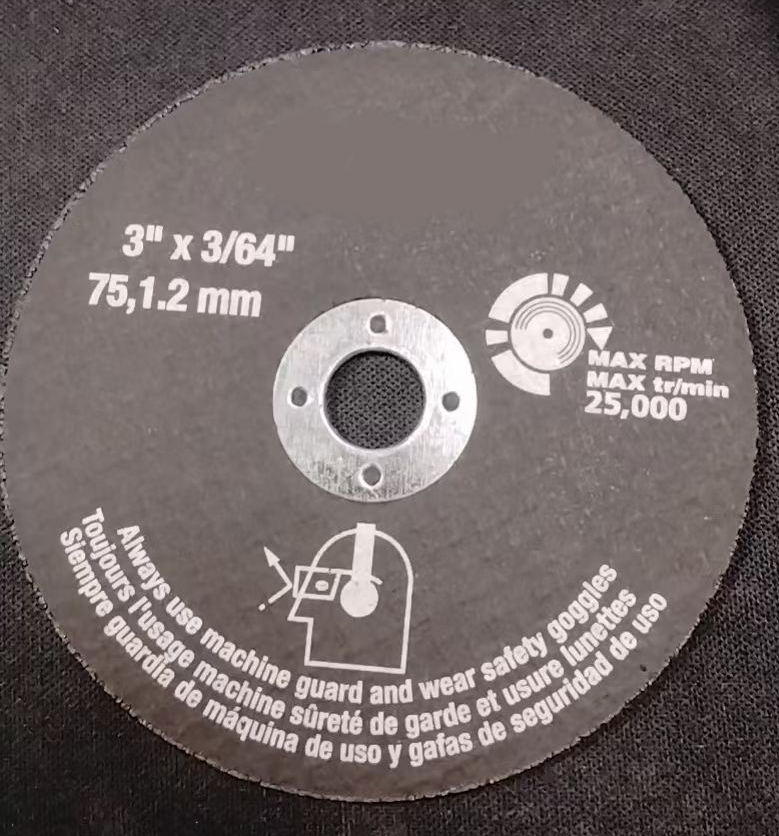 3" x 3/64"
75,1.2 mm
MAX RPM
MAX tr/min
25,000
Always use machine guard and wear safety goggles
Toujours l'usage machine sûreté de garde et usure lunettes
Siempre guardia de máquina de uso y gafas de seguridad de uso